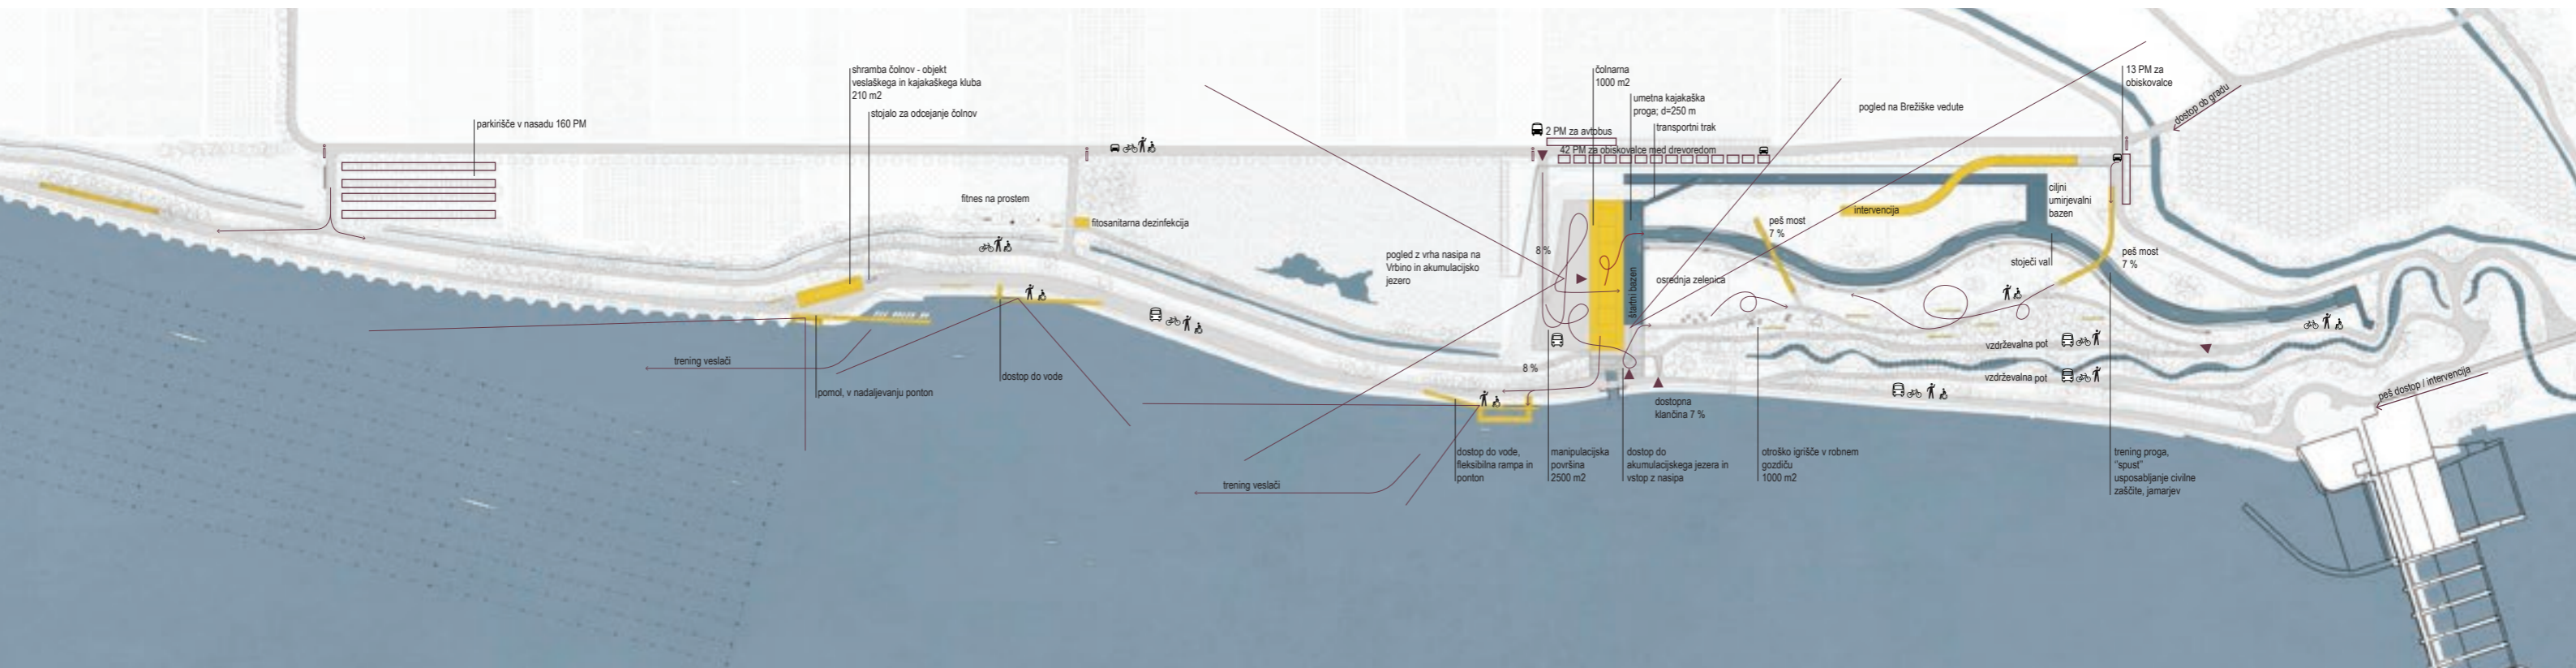 parkirišče v nasadu 160 PM
shramba čolnov - objekt
veslaškega in kajakaškega kluba
210 m2
stojalo za odcejanje čolnov
fitnes na prostem
fitosanitarna dezinfekcija
trening veslači
pomol, v nadaljevanju ponton
dostop do vode
pogled z vrha nasipa na
Vrbino in akumulacijsko
jezero
trening veslači
2 PM za avtobus
42 PM za obiskovalce med drevoredom
čolnarna
1000 m2
umetna kajakaška
proga; d=250 m
transportni trak
pogled na Brežiške vedute
13 PM za
obiskovalce
dostop ob gradu
8 %
8 %
štartni bazen
osrednja zelenica
peš most
7 %
intervencija
ciljni
umirjevalni
bazen
stoječi val
peš most
7 %
vzdrževalna pot
vzdrževalna pot
peš dostop / intervencija
dostopna
klančina 7 %
dostop do vode,
fleksibilna rampa in
ponton
manipulacijska
površina
2500 m2
dostop do
akumulacijskega jezera in
vstop z nasipa
otroško igrišče v robnem
gozdiču
1000 m2
trening proga,
"spust"
usposabljanje civilne
zaščite, jamarjev